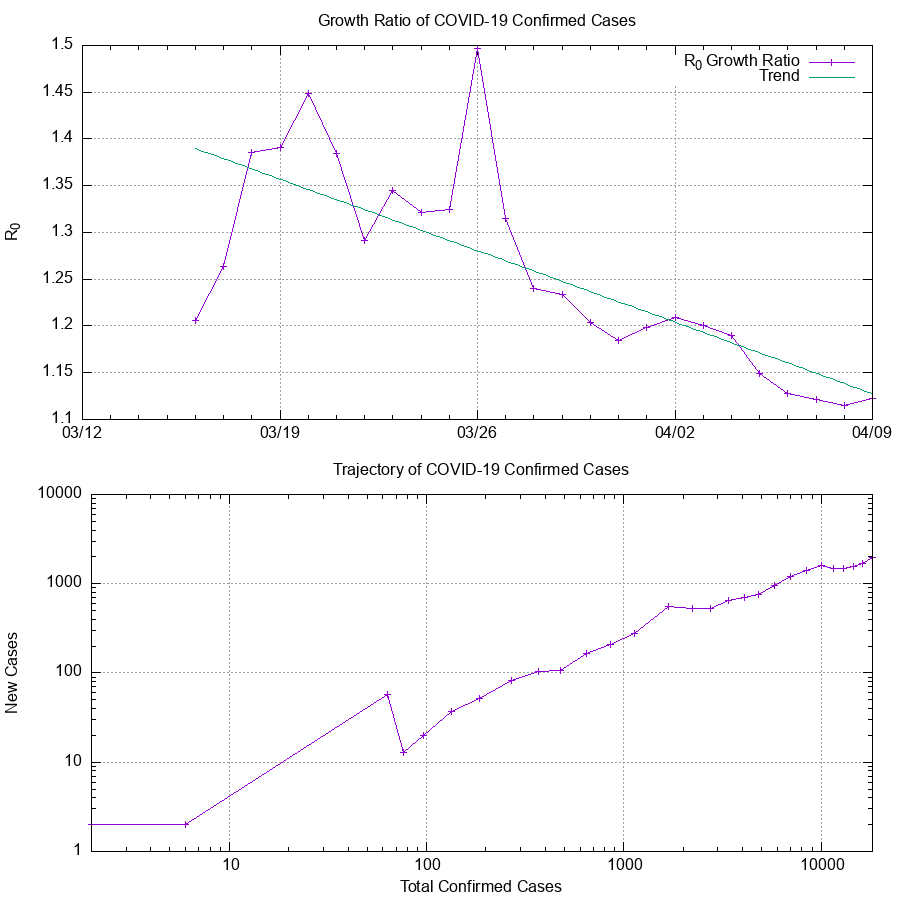 Growth Ratio of COVID-19 Confirmed Cases
R0 Growth Ratio
Trend
1.5
1.45
1.4
1.35
1.3
1.25
1.2
1.15
1.1
R0
03/12 03/19 03/26 04/02 04/09
Trajectory of COVID-19 Confirmed Cases
10000
1000
100
10
1
New Cases
10 100 1000 10000
Total Confirmed Cases